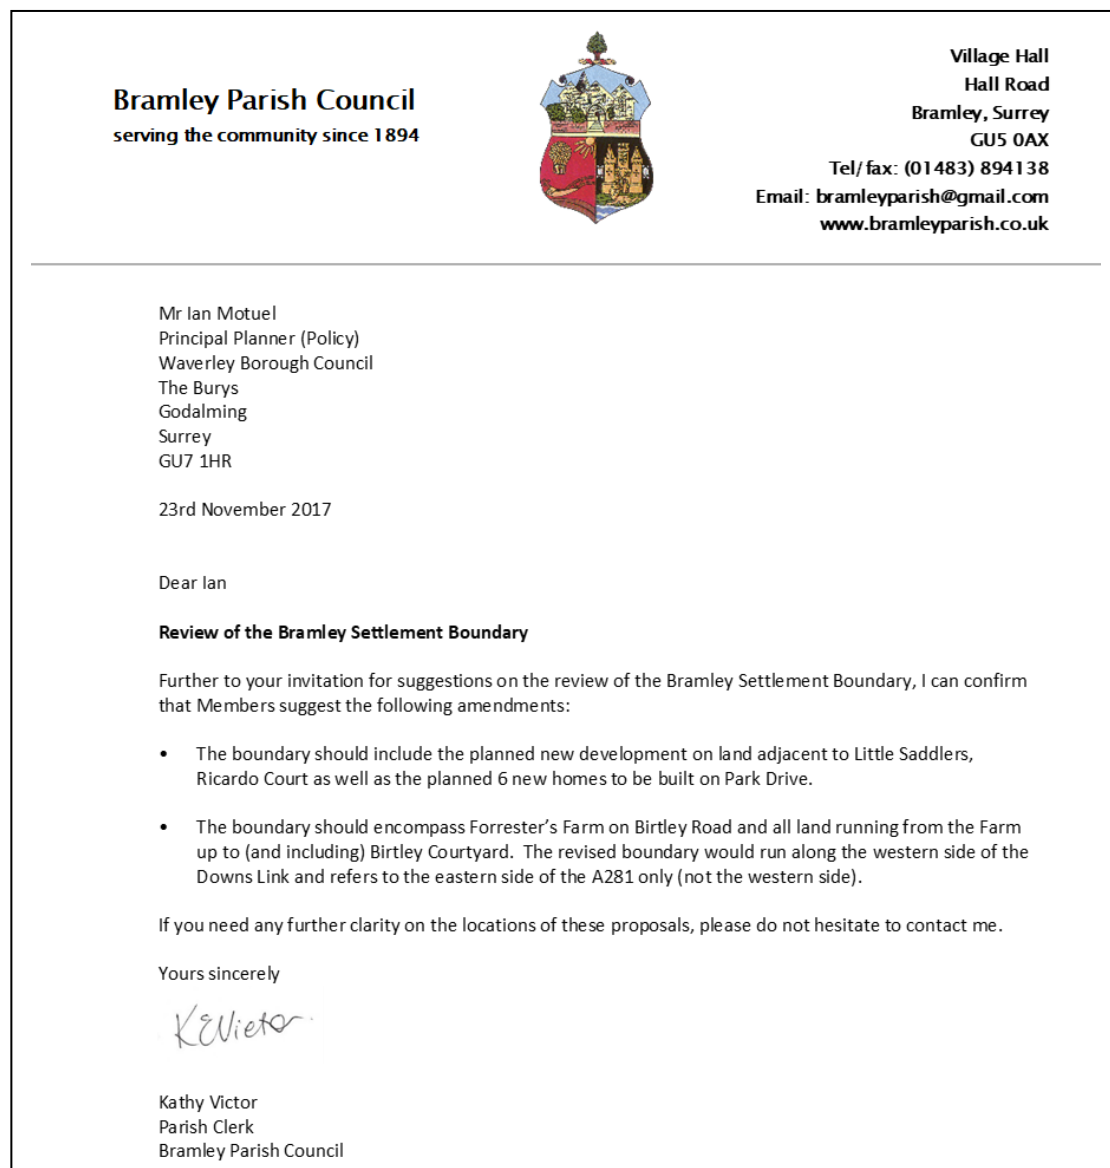 Bramley Parish Council
serving the community since 1894
Village Hall
Hall Road
Bramley, Surrey
GU5 0AX
Tel/fax: (01483) 894138
Email: bramleyparish@gmail.com
www.bramleyparish.co.uk
Mr Ian Motuel
Principal Planner (Policy)
Waverley Borough Council
The Burys
Godalming
Surrey
GU7 1HR
23rd November 2017
Dear Ian
Review of the Bramley Settlement Boundary
Further to your invitation for suggestions on the review of the Bramley Settlement Boundary, I can confirm
that Members suggest the following amendments:
• The boundary should include the planned new development on land adjacent to Little Saddlers,
Ricardo Court as well as the planned 6 new homes to be built on Park Drive.
• The boundary should encompass Forrester’s Farm on Birtley Road and all land running from the Farm
up to (and including) Birtley Courtyard.  The revised boundary would run along the western side of the
Downs Link and refers to the eastern side of the A281 only (not the western side).
If you need any further clarity on the locations of these proposals, please do not hesitate to contact me.
Yours sincerely
KEVictor
Kathy Victor
Parish Clerk
Bramley Parish Council